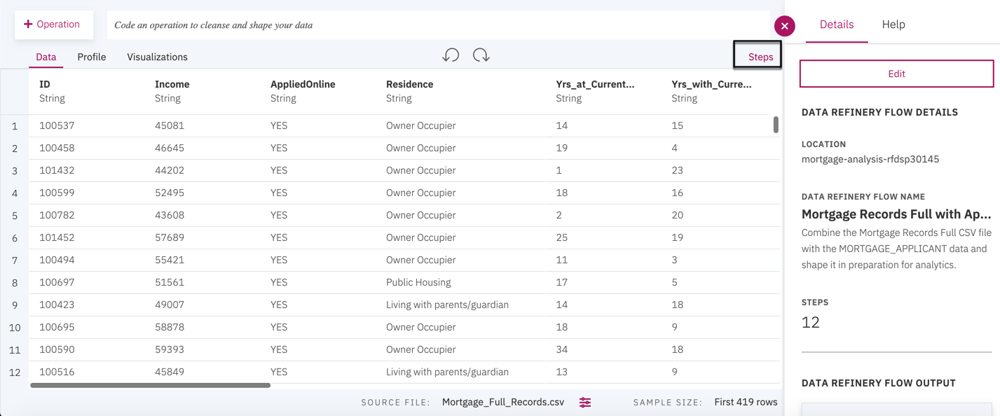 + Operation
Code an operation to cleanse and shape your data
Details Help
Data Profile Visualizations
Steps
Edit
ID Income AppliedOnline Residence Yrs_at_Current... Yrs_with_Curre...
String String String String String String
1 100537 45081 YES Owner Occupier 14 15
2 100458 46645 YES Owner Occupier 19 4
3 101432 44202 YES Owner Occupier 1 23
4 100599 52495 YES Owner Occupier 18 16
5 100782 43608 YES Owner Occupier 2 20
6 101452 57689 YES Owner Occupier 25 19
7 100494 55421 YES Owner Occupier 11 3
8 100697 51561 YES Public Housing 17 5
9 100423 49007 YES Living with parents/guardian 14 18
10 100695 58878 YES Owner Occupier 18 9
11 100590 59393 YES Owner Occupier 34 18
12 100516 45849 YES Living with parents/guardian 13 9
SOURCE FILE: Mortgage_Full_Records.csv SAMPLE SIZE: First 419 rows
DATA REFINERY FLOW DETAILS
LOCATION
mortgage-analysis-rfdsp30145
DATA REFINERY FLOW NAME
Mortgage Records Full with Ap...
Combine the Mortgage Records Full CSV file
with the MORTGAGE_APPLICANT data and
shape it in preparation for analytics.
STEPS
12
DATA REFINERY FLOW OUTPUT